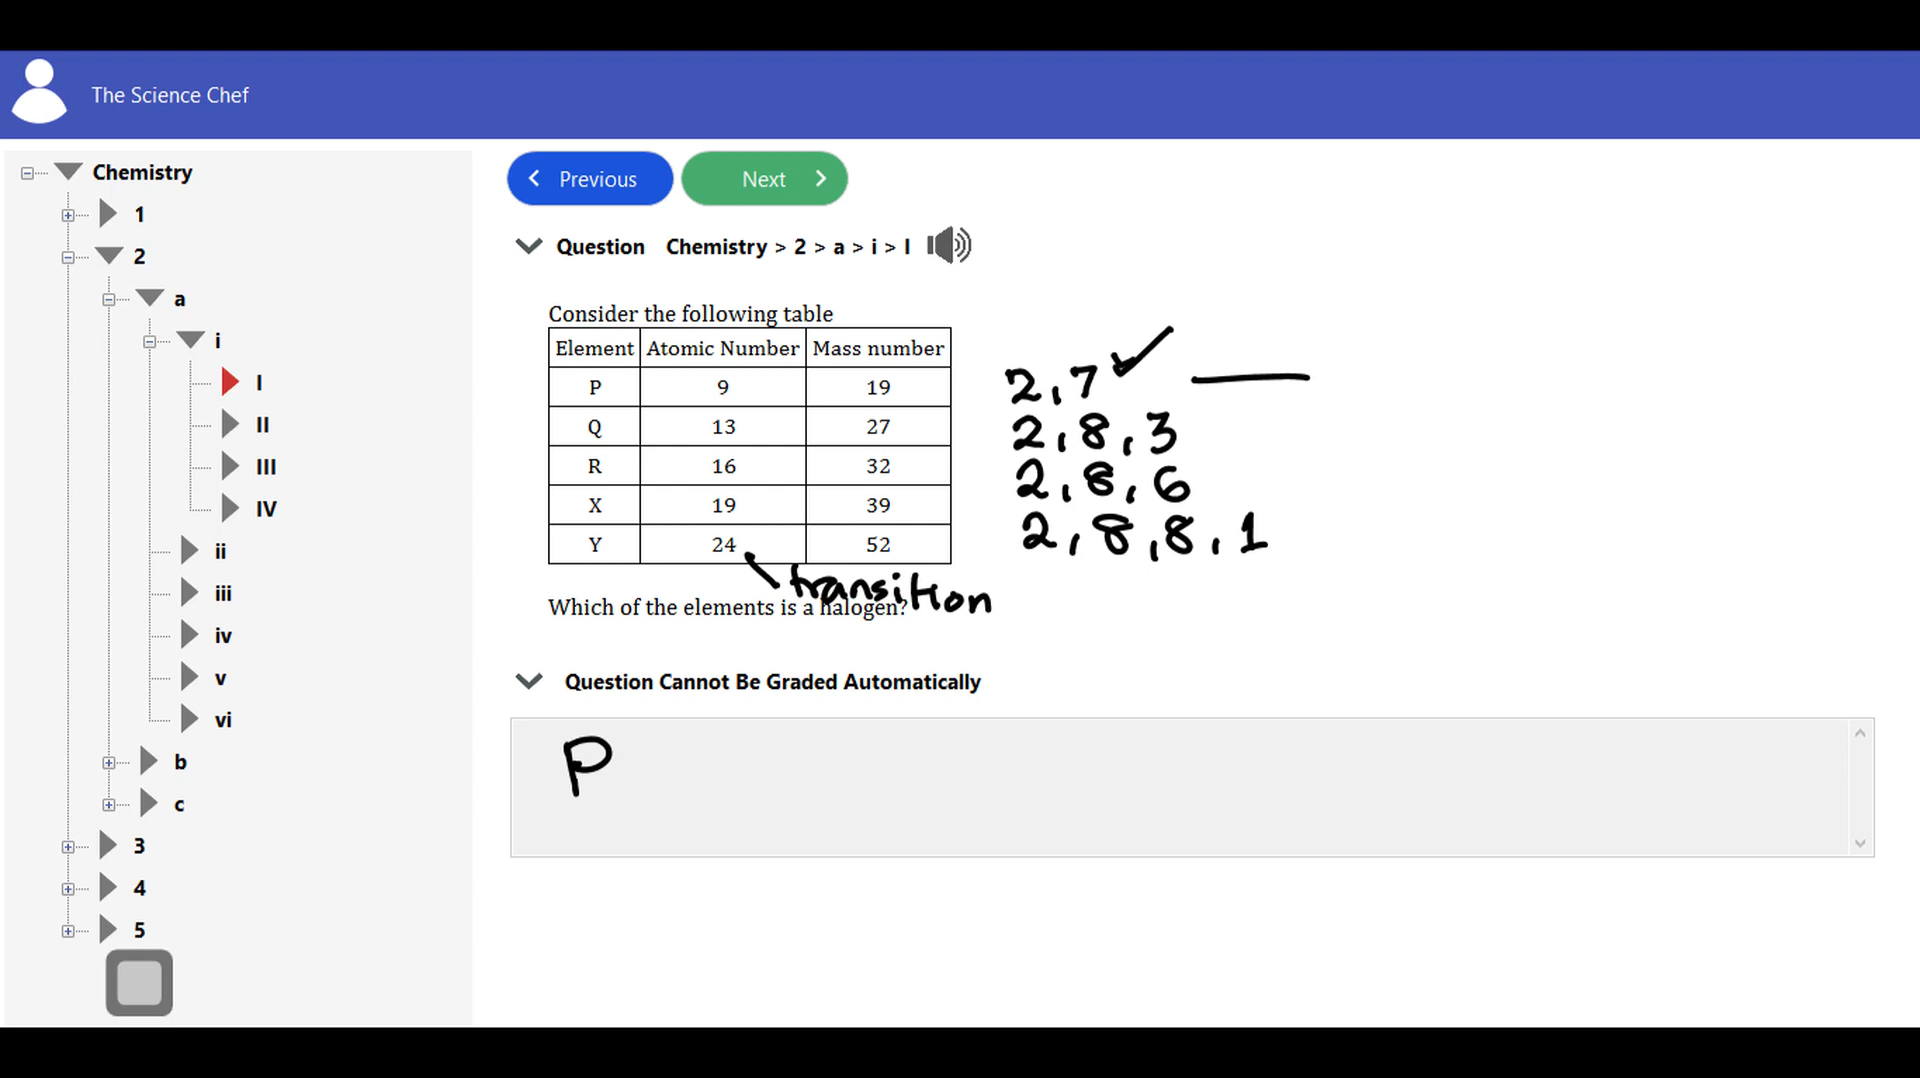 The Science Chef
Chemistry
1
2
a
i
I
II
III
IV
ii
iii
iv
v
vi
b
c
3
4
5
Previous
Next
Question Chemistry > 2 > a > i > I
Consider the following table
Element Atomic Number Mass number
P 9 19
Q 13 27
R 16 32
X 19 39
Y 24 52
2,7
2,8,3
2,8,6
2,8,8,1
transition
Which of the elements is a halogen?
Question Cannot Be Graded Automatically
P